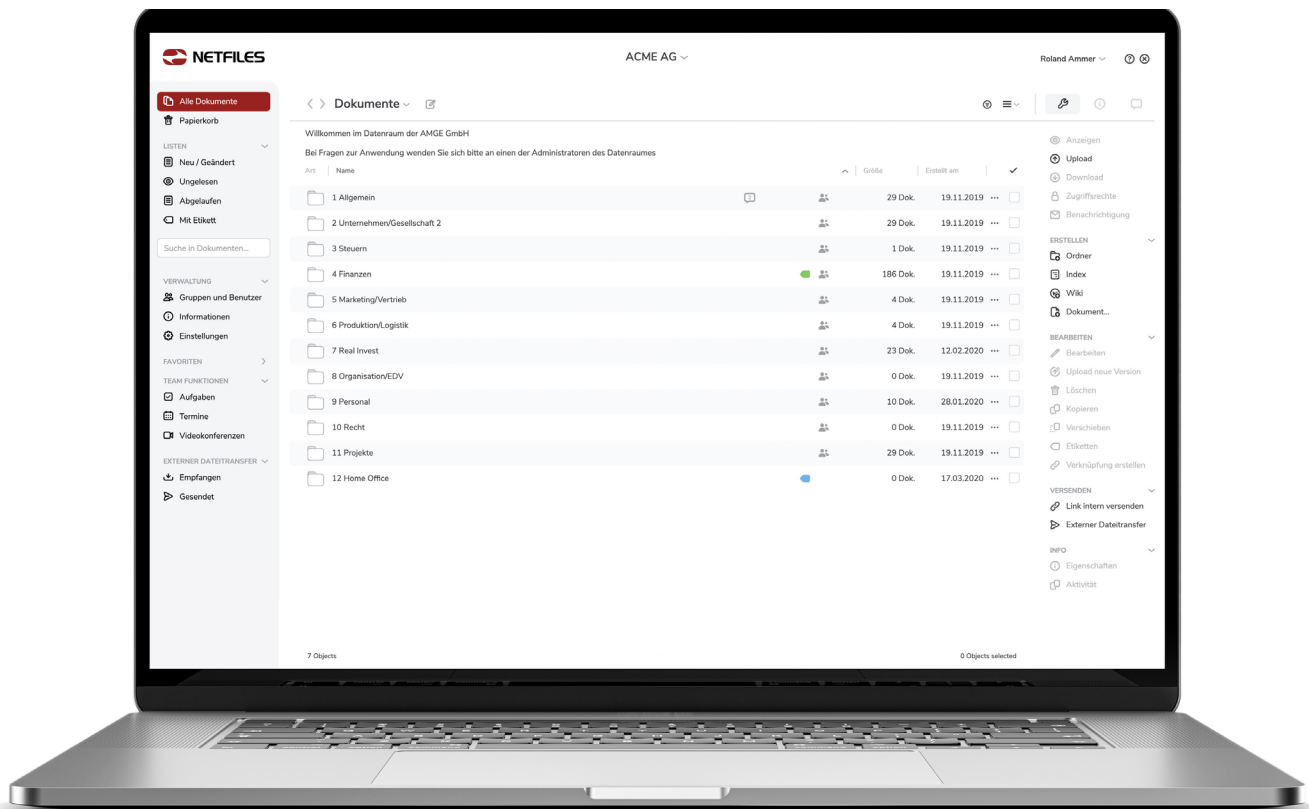 NETFILES
ACME AG
Roland Ammer
Alle Dokumente
Papierkorb
LISTEN
Neu / Geändert
Ungelesen
Abgelaufen
Mit Etikett
Suche in Dokumenten...
VERWALTUNG
Gruppen und Benutzer
Informationen
Einstellungen
FAVORITEN
TEAM FUNKTIONEN
Aufgaben
Termine
Videokonferenzen
EXTERNER DATEITRANSFER
Empfangen
Gesendet
Dokumente
Willkommen im Datenraum der AMGE GmbH
Bei Fragen zur Anwendung wenden Sie sich bitte an einen der Administratoren des Datenraumes
Art Name Größe Erstellt am
1 Allgemein 29 Dok. 19.11.2019
2 Unternehmen/Gesellschaft 2 29 Dok. 19.11.2019
3 Steuern 1 Dok. 19.11.2019
4 Finanzen 186 Dok. 19.11.2019
5 Marketing/Vertrieb 4 Dok. 19.11.2019
6 Produktion/Logistik 4 Dok. 19.11.2019
7 Real Invest 23 Dok. 12.02.2020
8 Organisation/EDV 0 Dok. 19.11.2019
9 Personal 10 Dok. 28.01.2020
10 Recht 0 Dok. 19.11.2019
11 Projekte 29 Dok. 19.11.2019
12 Home Office 0 Dok. 17.03.2020
7 Objects 0 Objects selected
Anzeigen
Upload
Download
Zugriffsrechte
Benachrichtigung
ERSTELLEN
Ordner
Index
Wiki
Dokument...
BEARBEITEN
Bearbeiten
Upload neue Version
Löschen
Kopieren
Verschieben
Etiketten
Verknüpfung erstellen
VERSENDEN
Link intern versenden
Externer Dateitransfer
INFO
Eigenschaften
Aktivität